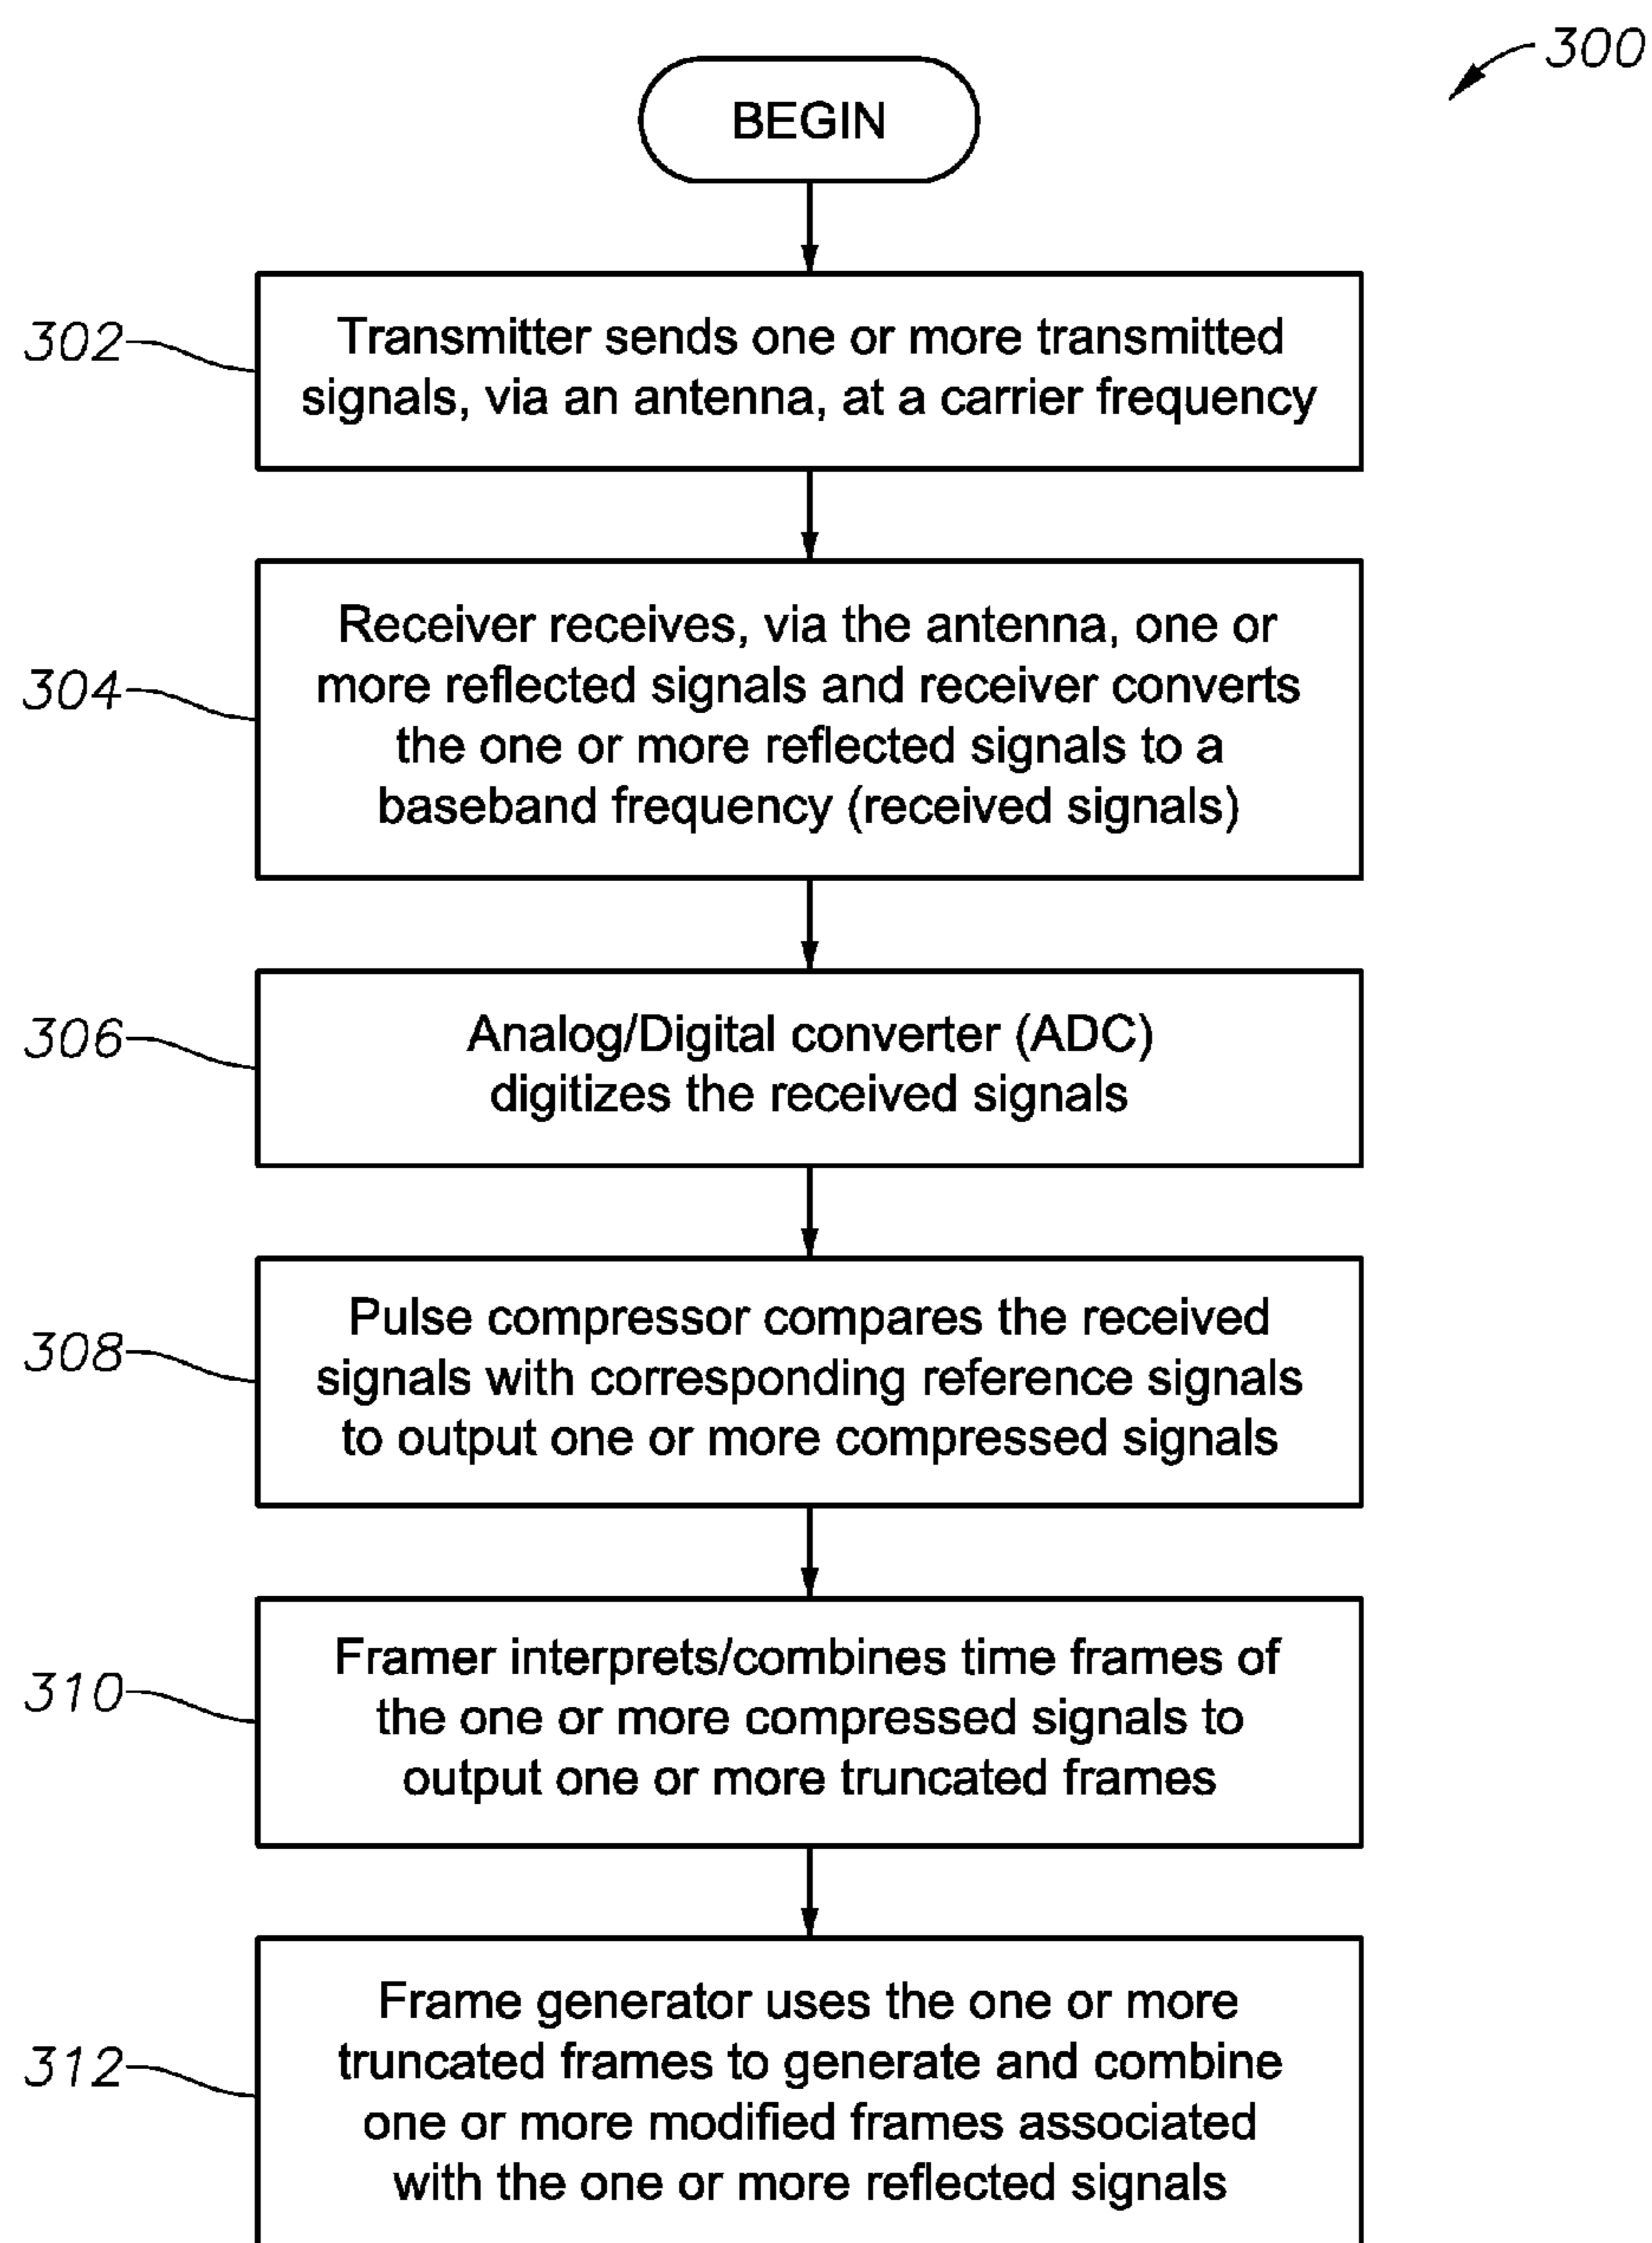 300
BEGIN
302
Transmitter sends one or more transmitted
signals, via an antenna, at a carrier frequency
304
Receiver receives, via the antenna, one or
more reflected signals and receiver converts
the one or more reflected signals to a
baseband frequency (received signals)
306
Analog/Digital converter (ADC)
digitizes the received signals
308
Pulse compressor compares the received
signals with corresponding reference signals
to output one or more compressed signals
310
Framer interprets/combines time frames of
the one or more compressed signals to
output one or more truncated frames
312
Frame generator uses the one or more
truncated frames to generate and combine
one or more modified frames associated
with the one or more reflected signals